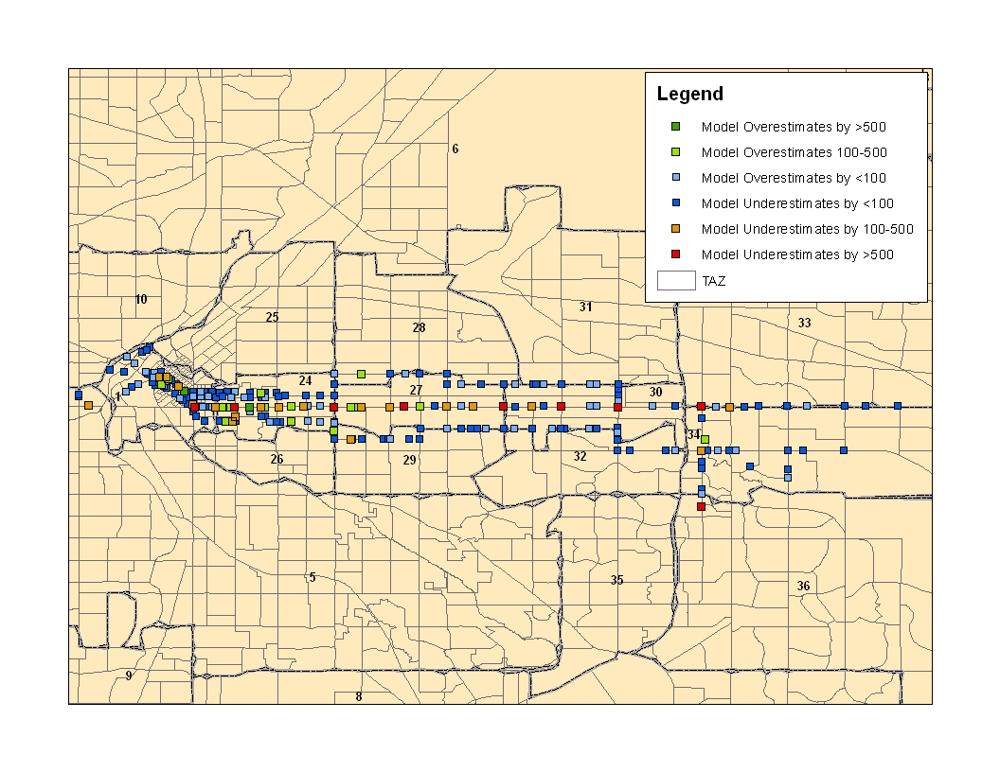 Legend
Model Overestimates by >500
Model Overestimates 100-500
Model Overestimates by <100
Model Underestimates by <100
Model Underestimates by 100-500
Model Underestimates by >500
TAZ
6
10
25
28
31
33
24
27
30
1
34
26
29
32
5
35
36
9
8